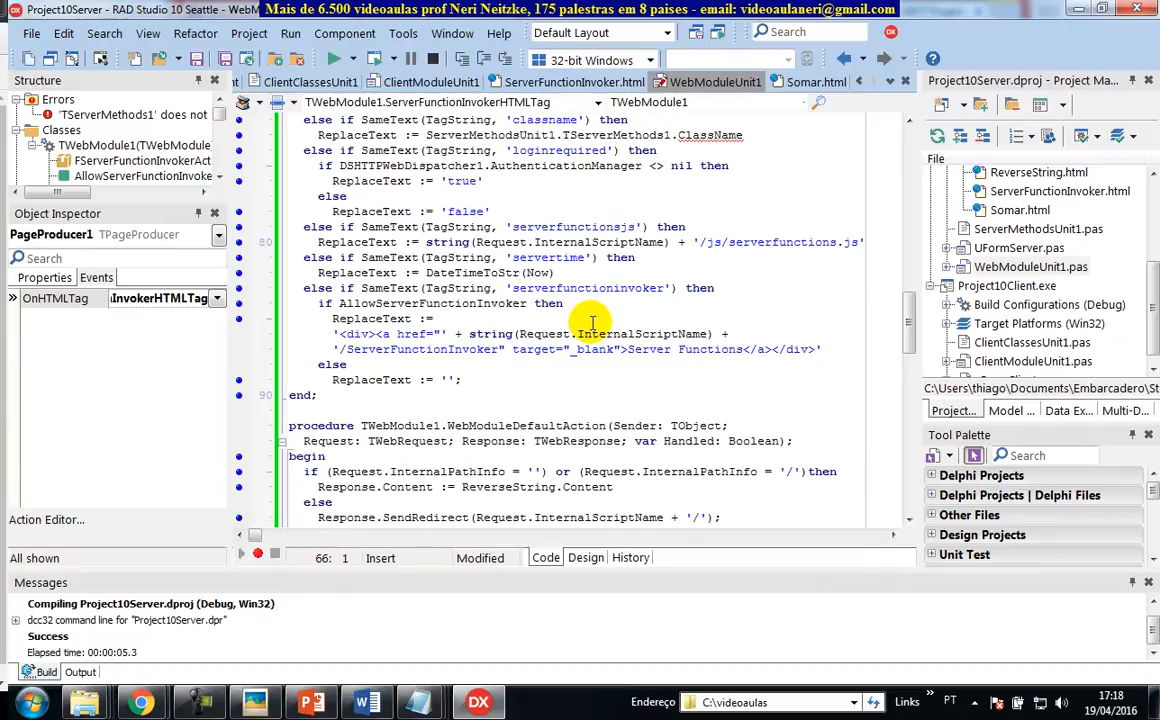 Project10Server - RAD Studio 10 Seattle - WebM
Mais de 6.500 videoaulas prof Neri Neitzke, 175 palestras em 8 paises - email: videoaulaneri@gmail.com
File Edit Search View Refactor Project Run Component Tools Window Help Default Layout Search
32-bit Windows
Structure
Errors
'TServerMethods1' does not
Classes
TWebModule1(TWebModule)
FServerFunctionInvokerAct
AllowServerFunctionInvoke
Object Inspector
PageProducer1 TPageProducer
Search
Properties Events
OnHTMLTag InvokerHTMLTag
Action Editor...
All shown
ClientClassesUnit1 ClientModuleUnit1 ServerFunctionInvoker.html WebModuleUnit1 Somar.html
TWebModule1.ServerFunctionInvokerHTMLTag TWebModule1
else if SameText(TagString, 'classname') then
ReplaceText := ServerMethodsUnit1.TServerMethods1.ClassName
else if SameText(TagString, 'loginrequired') then
if DSHTTPWebDispatcher1.AuthenticationManager <> nil then
ReplaceText := 'true'
else
ReplaceText := 'false'
else if SameText(TagString, 'serverfunctionsjs') then
80 ReplaceText := string(Request.InternalScriptName) + '/js/serverfunctions.js'
else if SameText(TagString, 'servertime') then
ReplaceText := DateTimeToStr(Now)
else if SameText(TagString, 'serverfunctioninvoker') then
if AllowServerFunctionInvoker then
ReplaceText :=
'<div><a href="' + string(Request.InternalScriptName) +
'/ServerFunctionInvoker" target="_blank">Server Functions</a></div>'
else
ReplaceText := '';
90 end;
procedure TWebModule1.WebModuleDefaultAction(Sender: TObject;
Request: TWebRequest; Response: TWebResponse; var Handled: Boolean);
begin
if (Request.InternalPathInfo = '') or (Request.InternalPathInfo = '/')then
Response.Content := ReverseString.Content
else
Response.SendRedirect(Request.InternalScriptName + '/');
66: 1 Insert Modified Code Design History
Project10Server.dproj - Project Ma...
File
ReverseString.html
ServerFunctionInvoker.html
Somar.html
ServerMethodsUnit1.pas
UFormServer.pas
WebModuleUnit1.pas
Project10Client.exe
Build Configurations (Debug)
Target Platforms (Win32)
ClientClassesUnit1.pas
ClientModuleUnit1.pas
C:\Users\thiago\Documents\Embarcadero\St
Project... Model ... Data Ex... Multi-D...
Tool Palette
Search
Delphi Projects
Delphi Projects | Delphi Files
Other Files
Design Projects
Unit Test
Messages
Compiling Project10Server.dproj (Debug, Win32)
dcc32 command line for "Project10Server.dpr"
Success
Elapsed time: 00:00:05.3
Build Output
Endereço C:\videoaulas Links PT 17:18
19/04/2016